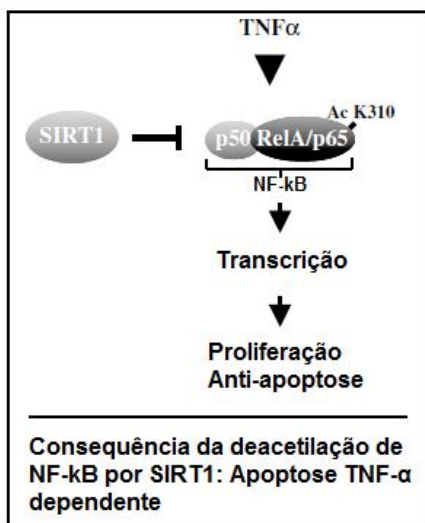 TNFα
Ac K310
SIRT1
p50 RelA/p65
NF-kB
Transcrição
Proliferação
Anti-apoptose
Consequência da deacetilação de
NF-kB por SIRT1: Apoptose TNF-α
dependente